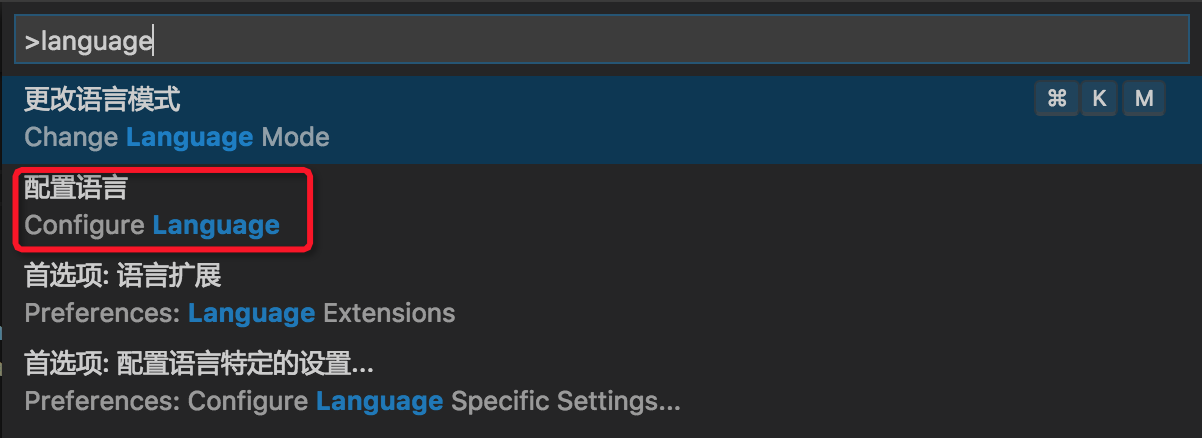 >language
更改语言模式
⌘ K M
Change Language Mode
配置语言
Configure Language
首选项: 语言扩展
Preferences: Language Extensions
首选项: 配置语言特定的设置...
Preferences: Configure Language Specific Settings...